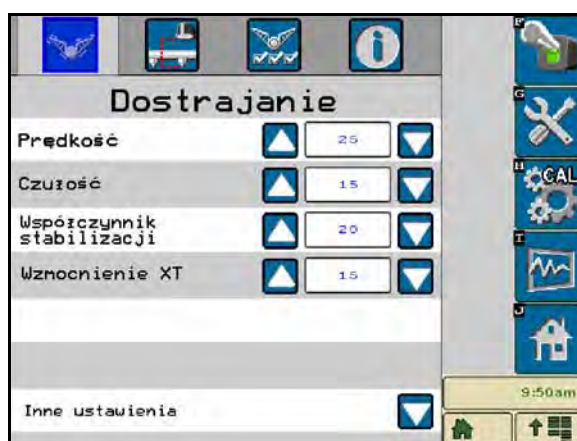 F
Dostrajanie
Prędkość 25
G
Czułość 15
H
CAL
Współczynnik
stabilizacji 20
I
Wzmocnienie XT 15
J
Inne ustawienia
9:50am